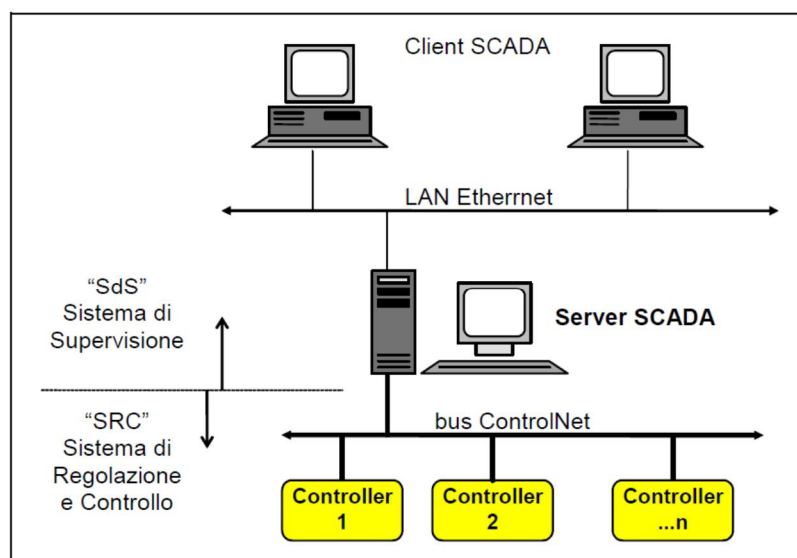 Client SCADA
LAN Etherrnet
“SdS”
Sistema di
Supervisione
Server SCADA
“SRC”
Sistema di
Regolazione
e Controllo
bus ControlNet
Controller
1
Controller
2
Controller
...n